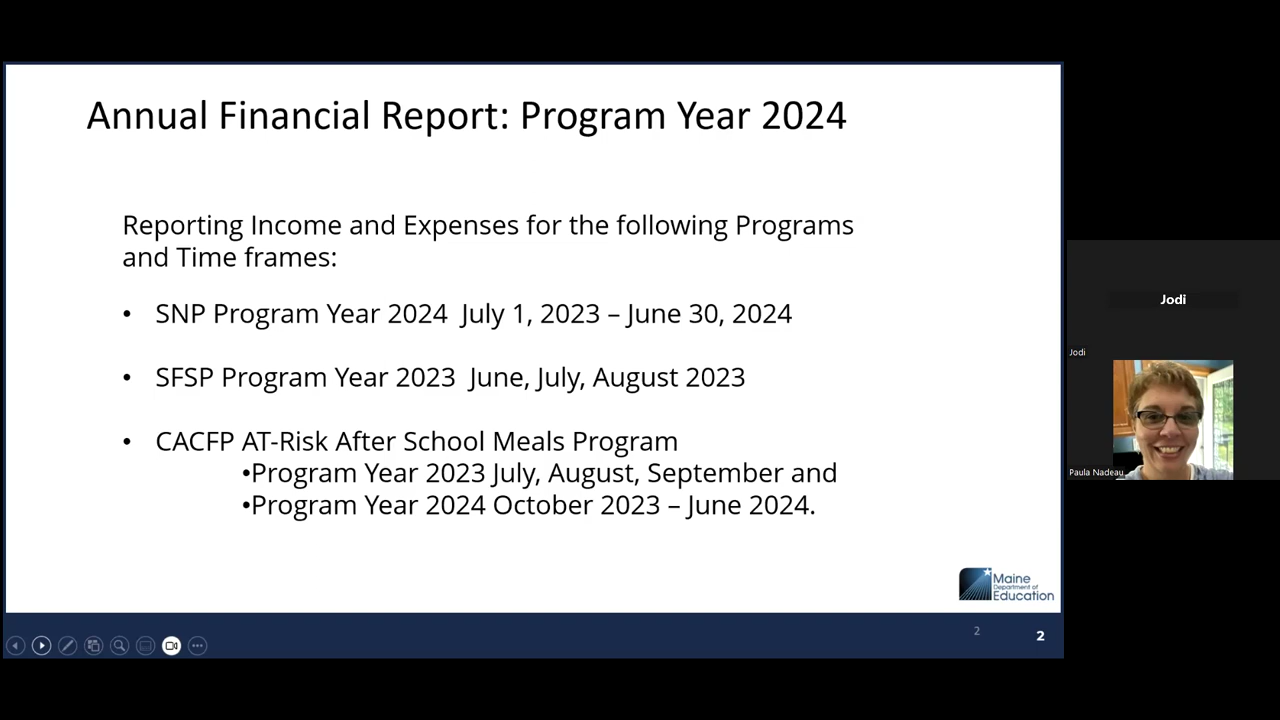 Annual Financial Report: Program Year 2024
Reporting Income and Expenses for the following Programs
and Time frames:
• SNP Program Year 2024  July 1, 2023 – June 30, 2024
• SFSP Program Year 2023  June, July, August 2023
• CACFP AT-Risk After School Meals Program
•Program Year 2023 July, August, September and
•Program Year 2024 October 2023 – June 2024.
Maine
Department of
Education
2
2
Jodi
Jodi
Paula Nadeau